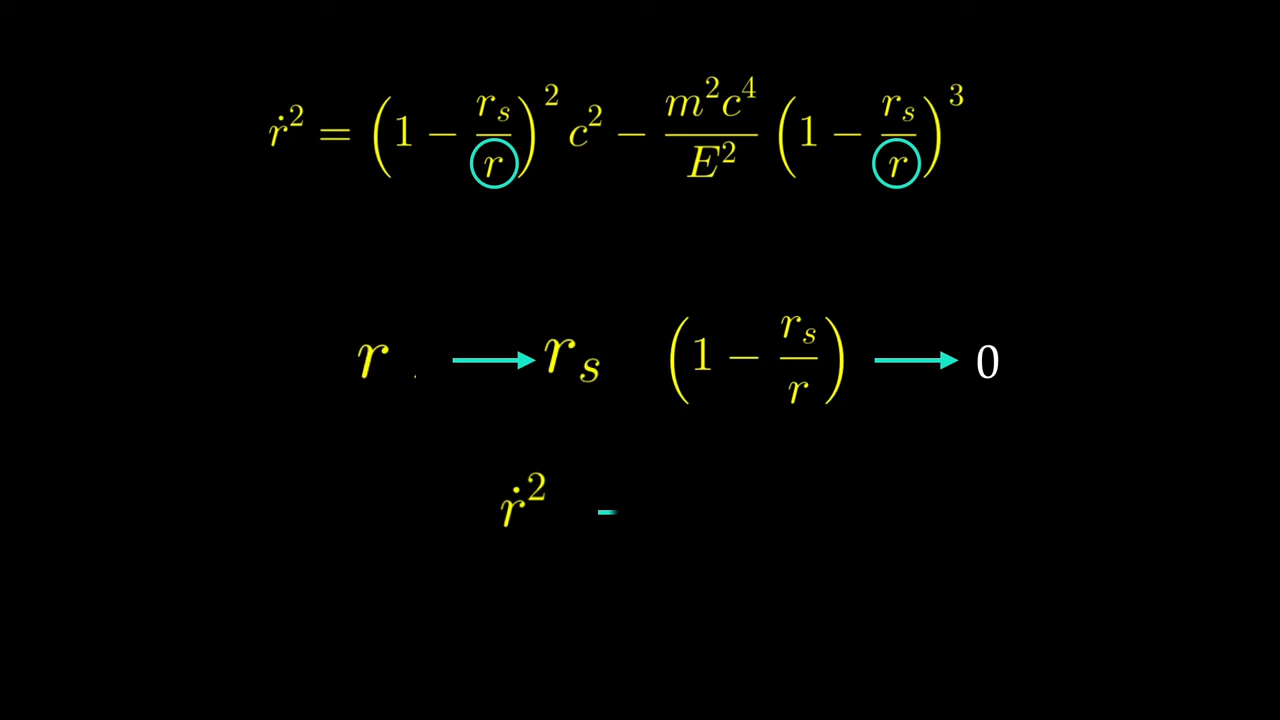 ṙ² = (1 − r_s/r)² c² − m²c⁴/E² (1 − r_s/r)³
r → r_s (1 − r_s/r) → 0
ṙ²